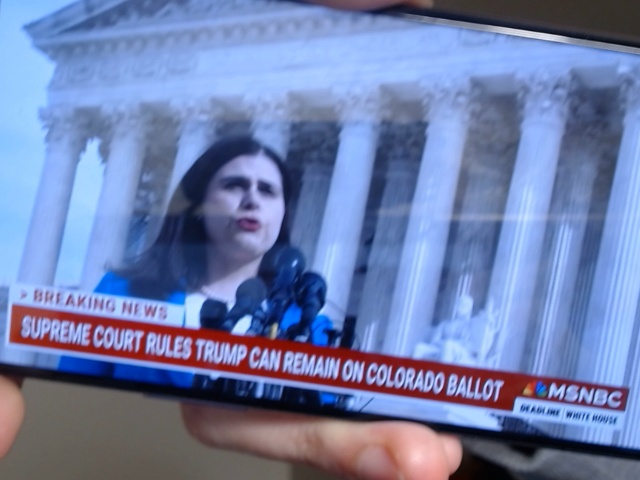 > BREAKING NEWS
SUPREME COURT RULES TRUMP CAN REMAIN ON COLORADO BALLOT
MSNBC
DEADLINE WHITE HOUSE